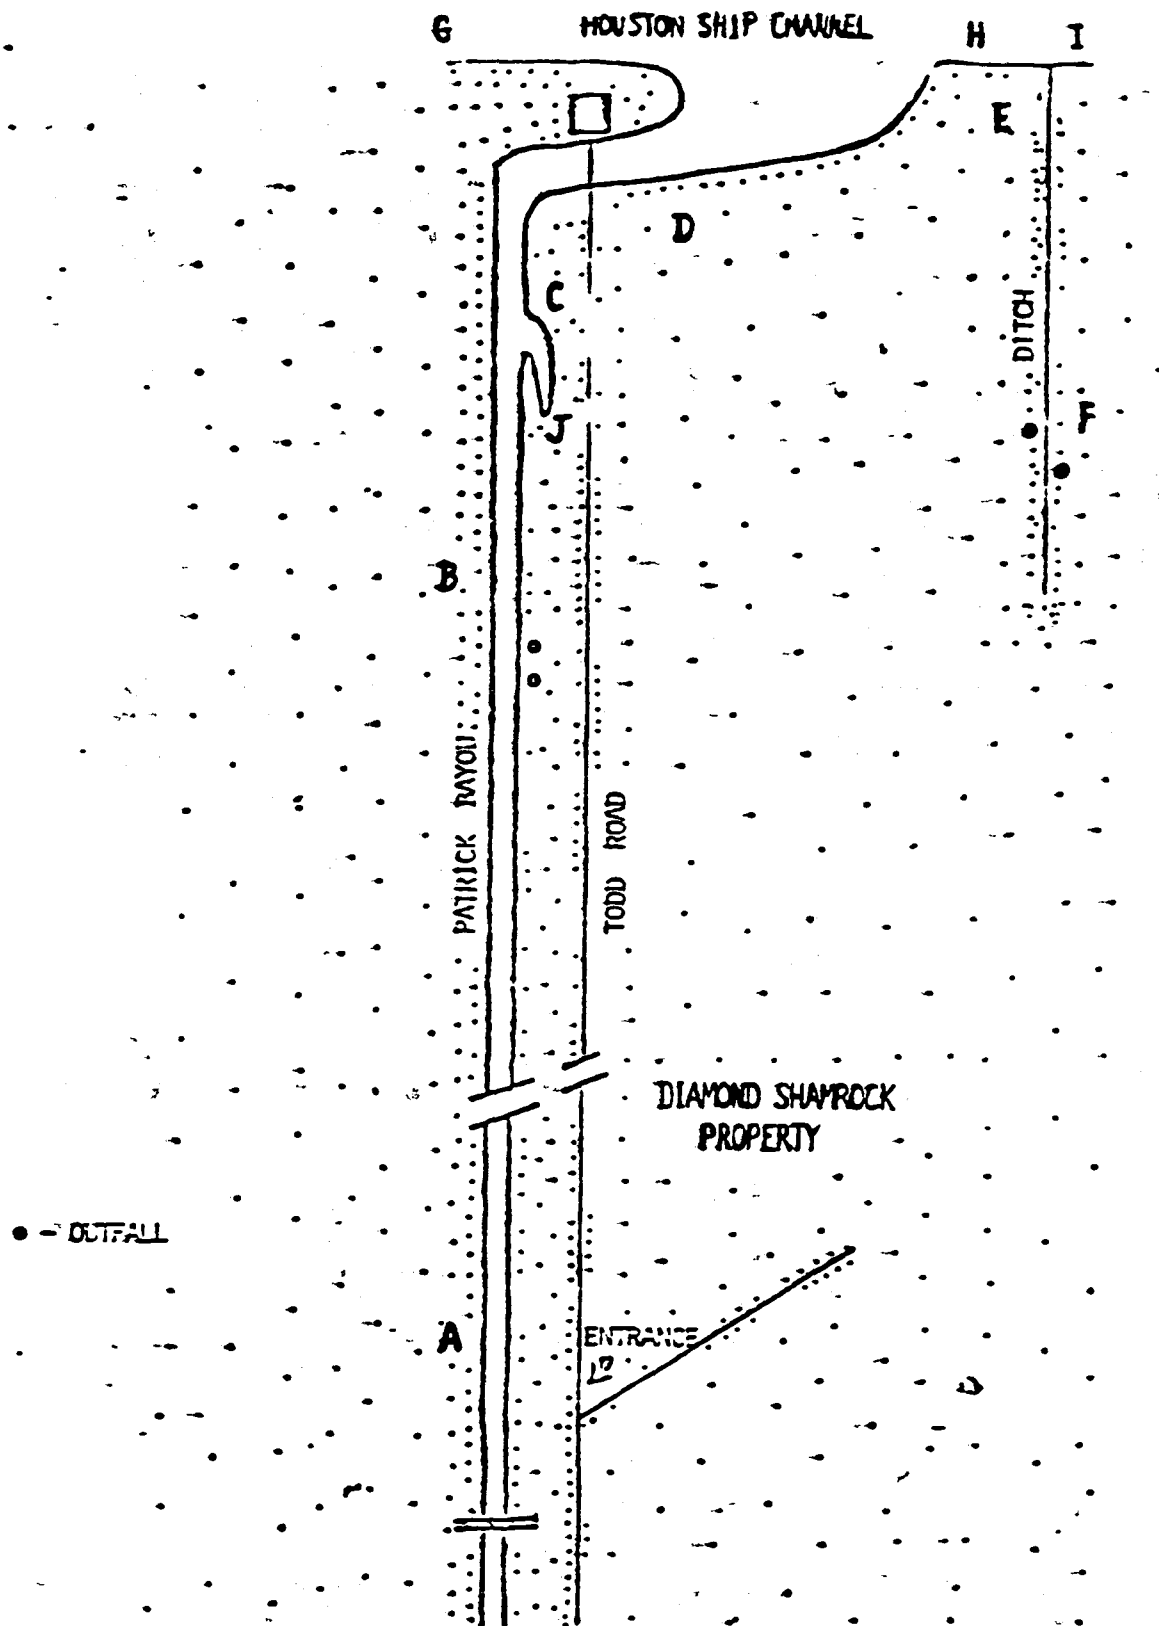 G HOUSTON SHIP CHANNEL H I
E
D
C
DITCH
F
J
B
PATRICK BAYOU
TODD ROAD
DIAMOND SHAMROCK
PROPERTY
● - OUTFALL
A
ENTRANCE